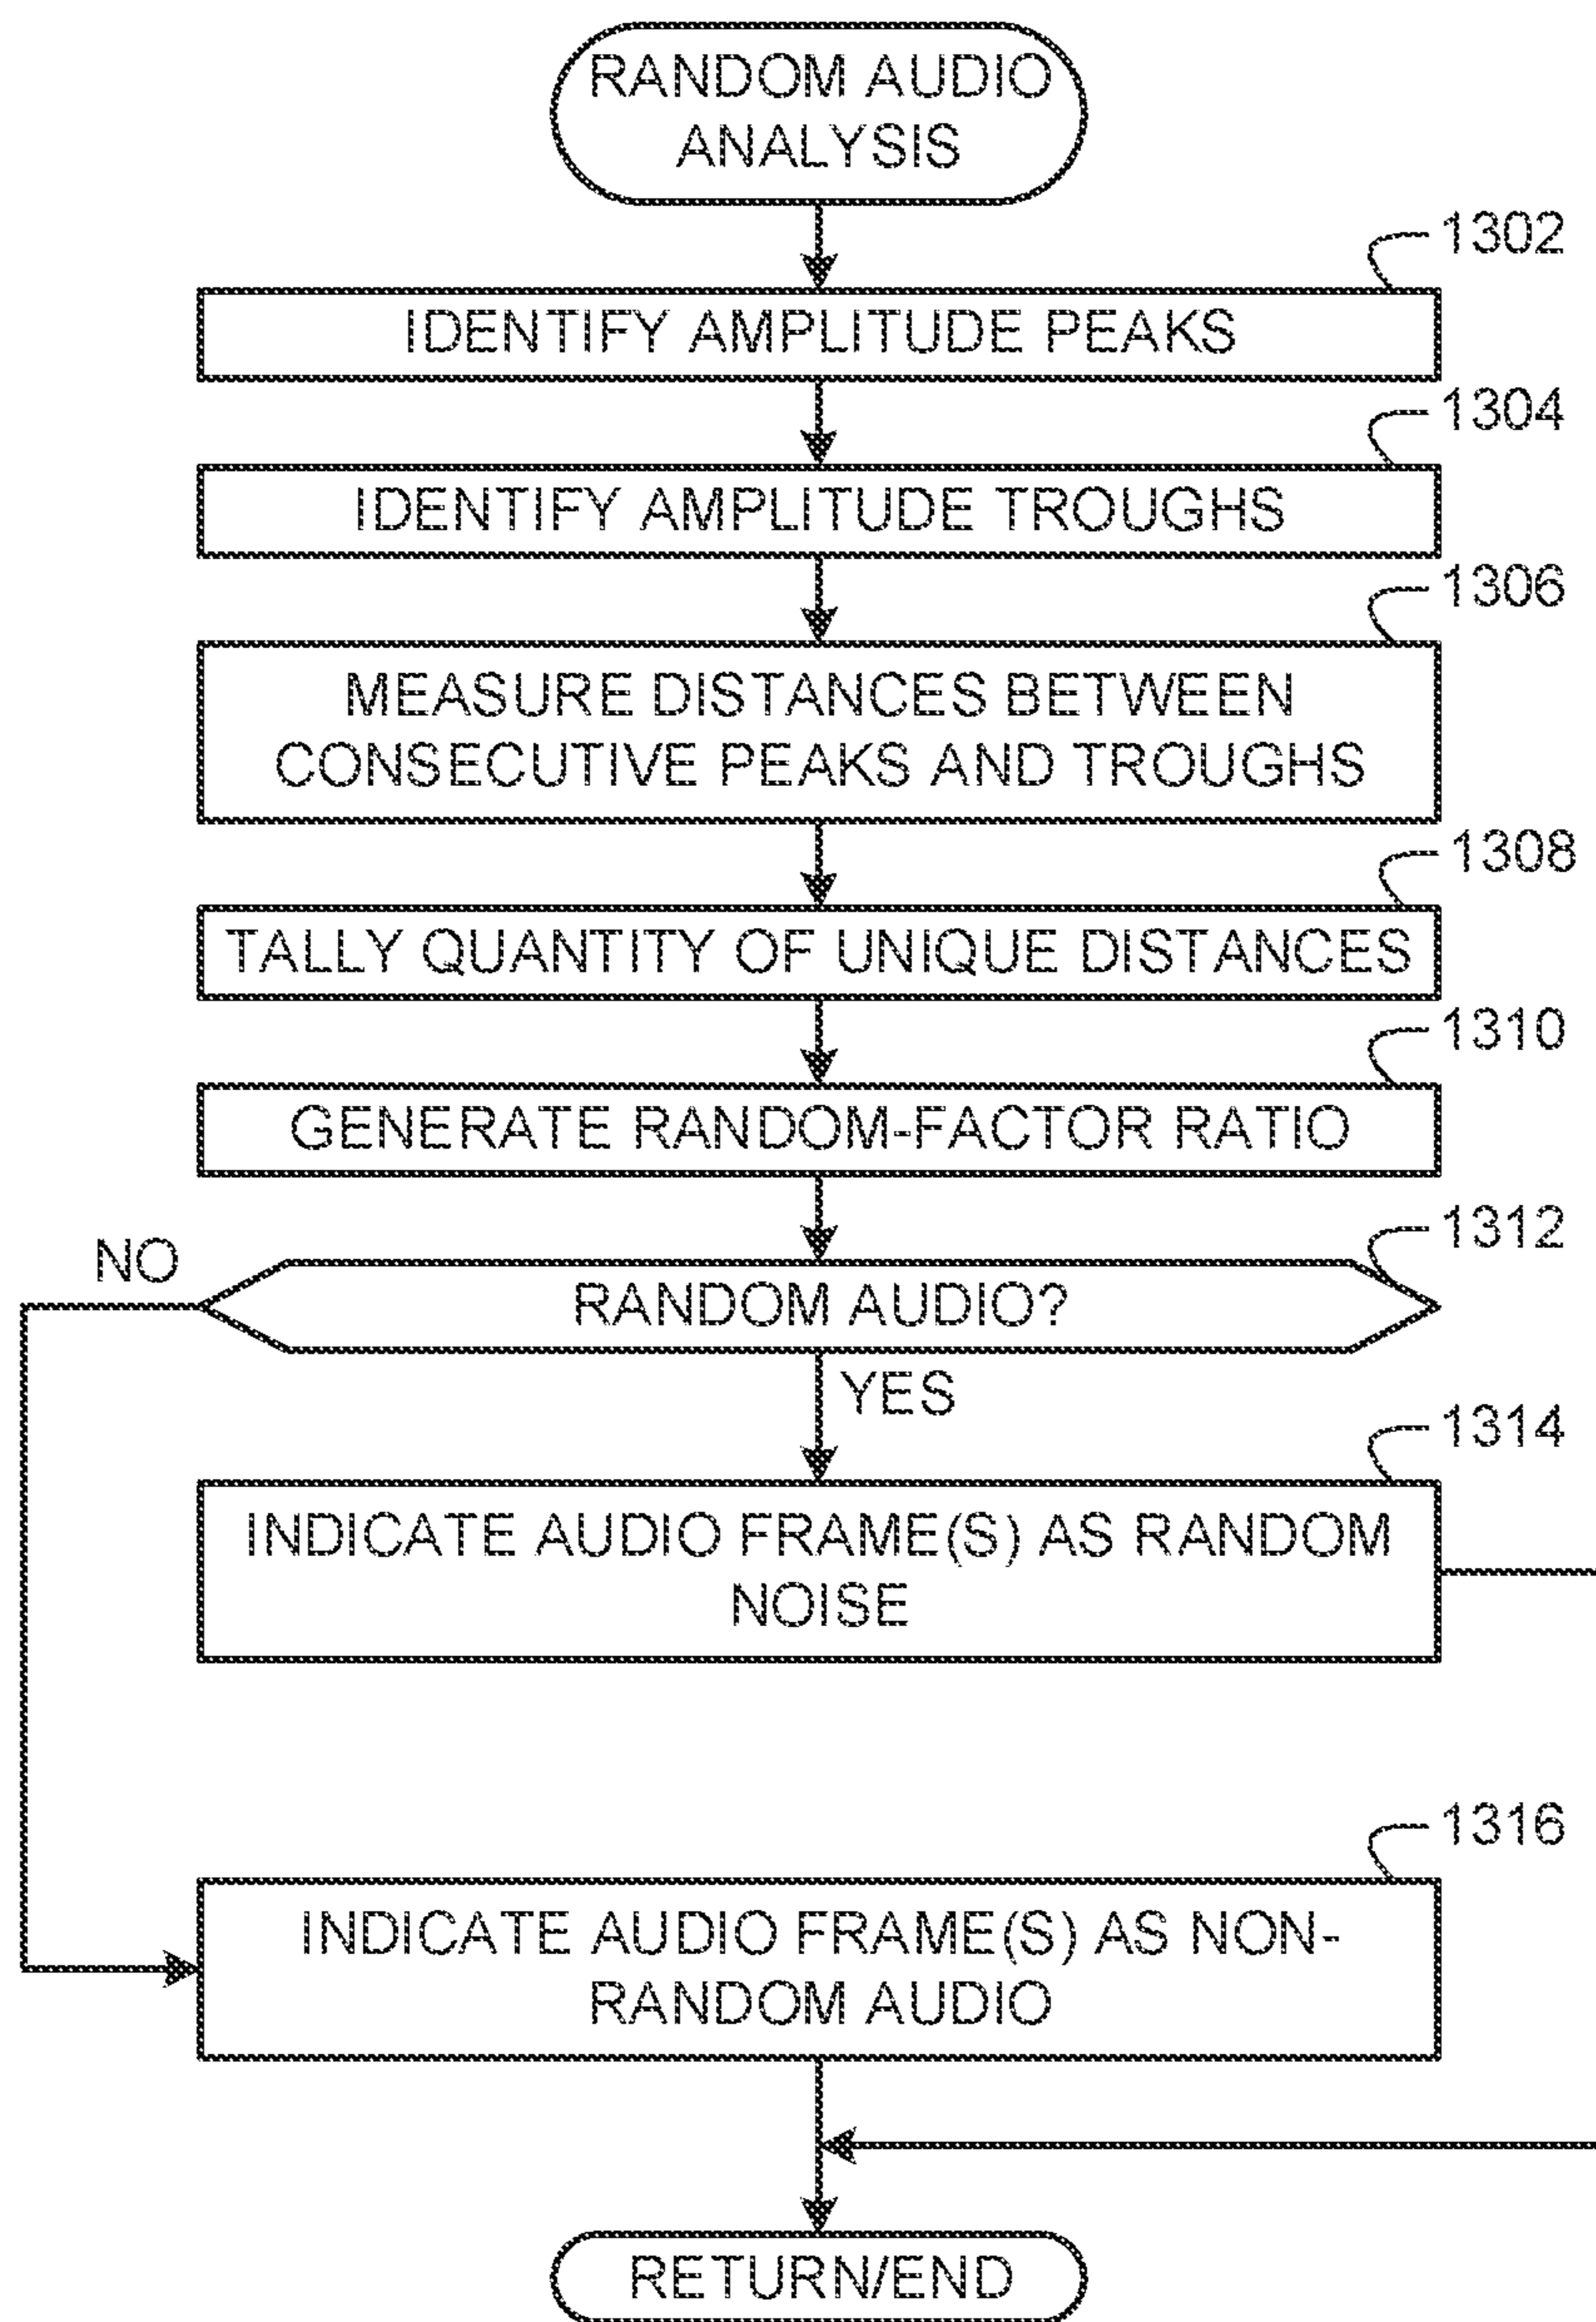 RANDOM AUDIO
ANALYSIS
1302
IDENTIFY AMPLITUDE PEAKS
1304
IDENTIFY AMPLITUDE TROUGHS
1306
MEASURE DISTANCES BETWEEN
CONSECUTIVE PEAKS AND TROUGHS
1308
TALLY QUANTITY OF UNIQUE DISTANCES
1310
GENERATE RANDOM-FACTOR RATIO
1312
NO
RANDOM AUDIO?
YES
1314
INDICATE AUDIO FRAME(S) AS RANDOM
NOISE
1316
INDICATE AUDIO FRAME(S) AS NON-
RANDOM AUDIO
RETURN/END